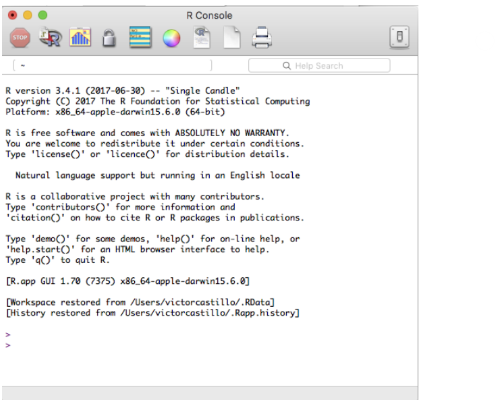 R Console
STOP
R
~
Help Search
R version 3.4.1 (2017-06-30) -- "Single Candle"
Copyright (C) 2017 The R Foundation for Statistical Computing
Platform: x86_64-apple-darwin15.6.0 (64-bit)
R is free software and comes with ABSOLUTELY NO WARRANTY.
You are welcome to redistribute it under certain conditions.
Type 'license()' or 'licence()' for distribution details.
Natural language support but running in an English locale
R is a collaborative project with many contributors.
Type 'contributors()' for more information and
'citation()' on how to cite R or R packages in publications.
Type 'demo()' for some demos, 'help()' for on-line help, or
'help.start()' for an HTML browser interface to help.
Type 'q()' to quit R.
[R.app GUI 1.70 (7375) x86_64-apple-darwin15.6.0]
[Workspace restored from /Users/victorcastillo/.RData]
[History restored from /Users/victorcastillo/.Rapp.history]
>
>